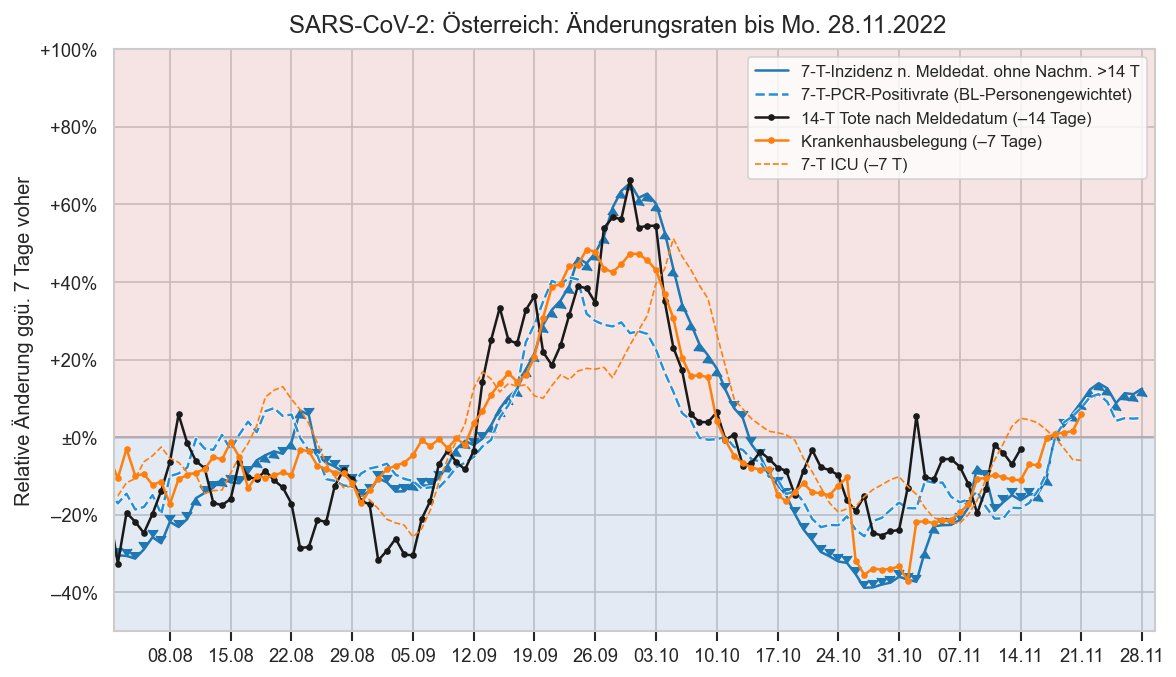 SARS-CoV-2: Österreich: Änderungsraten bis Mo. 28.11.2022
Relative Änderung ggü. 7 Tage voher
+100%
+80%
+60%
+40%
+20%
±0%
–20%
–40%
7-T-Inzidenz n. Meldedat. ohne Nachm. >14 T
7-T-PCR-Positivrate (BL-Personengewichtet)
14-T Tote nach Meldedatum (–14 Tage)
Krankenhausbelegung (–7 Tage)
7-T ICU (–7 T)
08.08 15.08 22.08 29.08 05.09 12.09 19.09 26.09 03.10 10.10 17.10 24.10 31.10 07.11 14.11 21.11 28.11